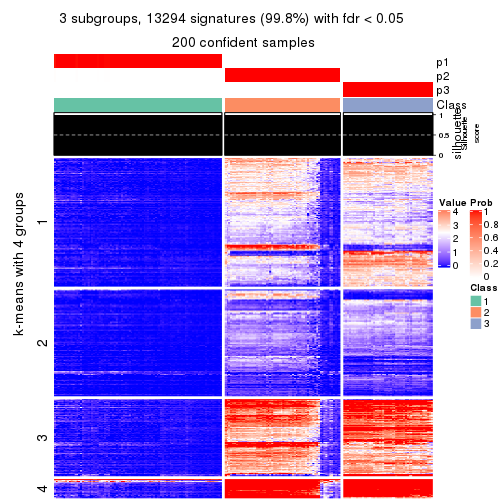 3 subgroups, 13294 signatures (99.8%) with fdr < 0.05
200 confident samples
p1
p2
p3
Class
1
0.5
0
silhouette
Silhouette
score
k-means with 4 groups
1
2
3
4
Value
4
3
2
1
0
Prob
1
0.8
0.6
0.4
0.2
0
Class
1
2
3